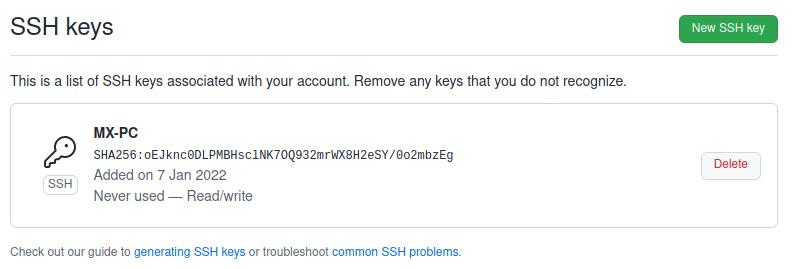 SSH keys
New SSH key
This is a list of SSH keys associated with your account. Remove any keys that you do not recognize.
MX-PC
SHA256:oEJknc0DLPMBHsclNK7OQ932mrWX8H2eSY/0o2mbzEg
SSH
Added on 7 Jan 2022
Never used — Read/write
Delete
Check out our guide to generating SSH keys or troubleshoot common SSH problems.